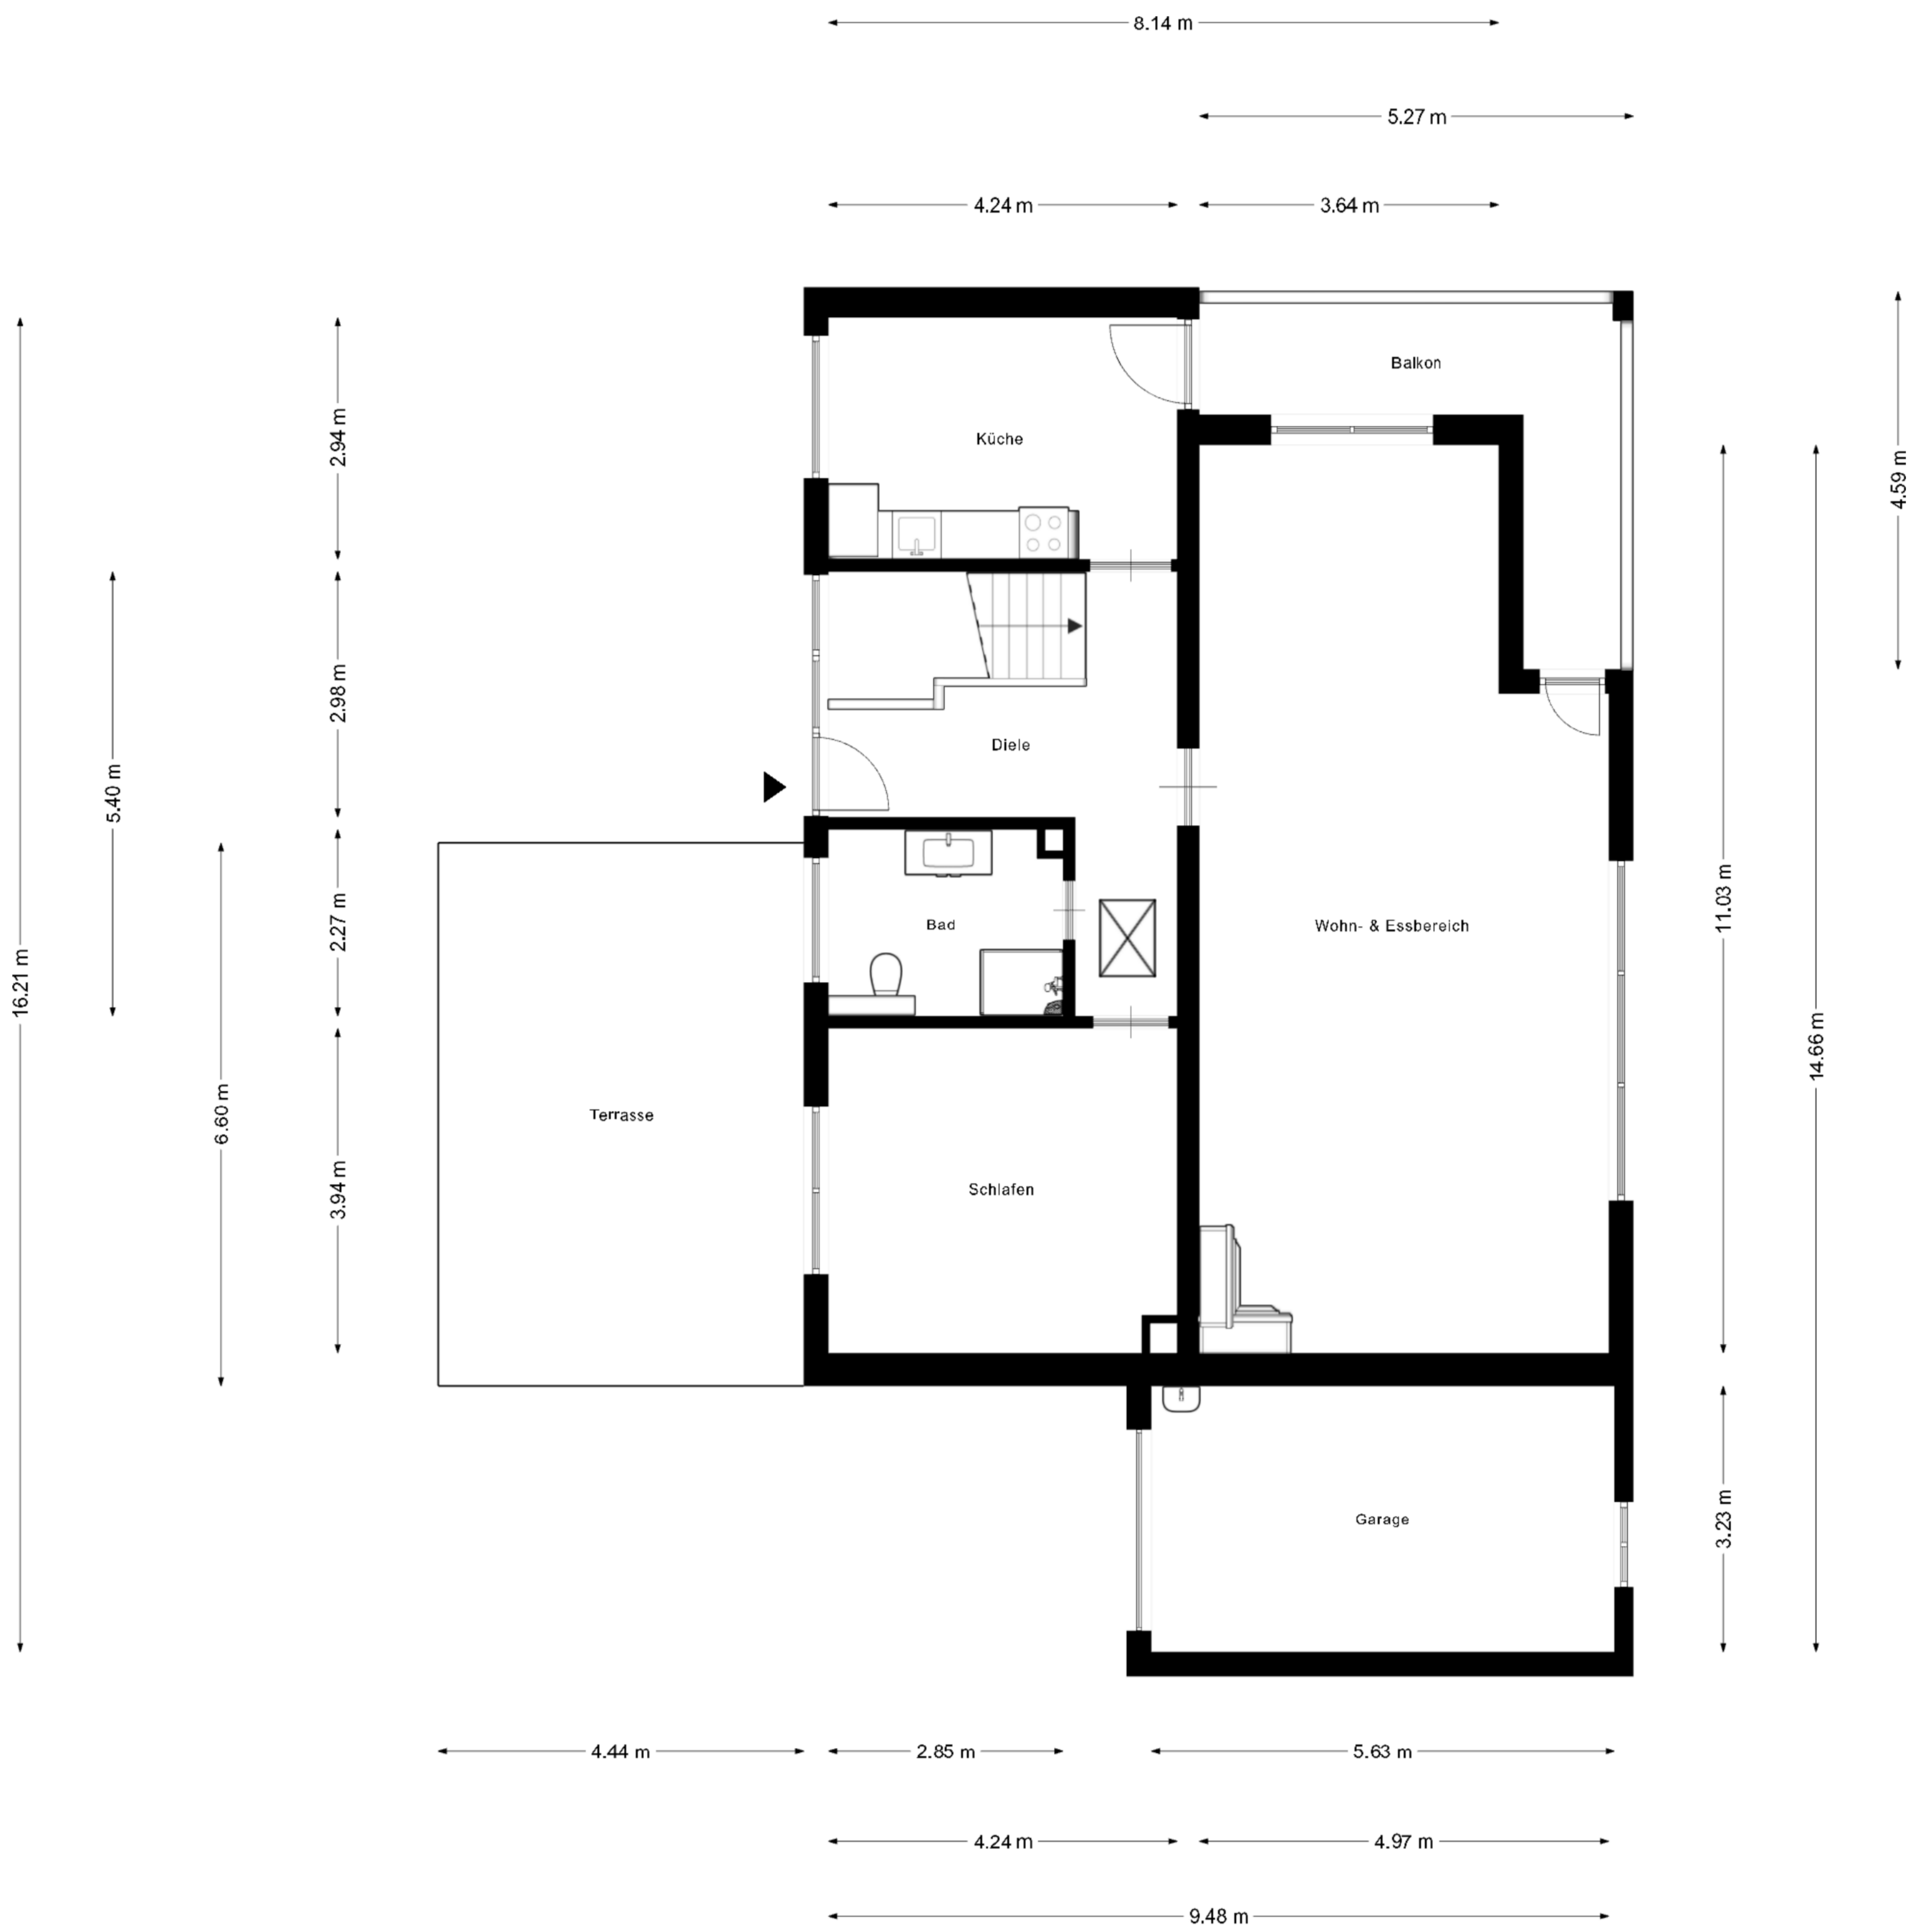 8.14 m
5.27 m
4.24 m
3.64 m
Balkon
Küche
2.94 m
4.59 m
2.98 m
Diele
5.40 m
2.27 m
Bad
Wohn- & Essbereich
11.03 m
16.21 m
14.66 m
6.60 m
Terrasse
3.94 m
Schlafen
Garage
3.23 m
4.44 m
2.85 m
5.63 m
4.24 m
4.97 m
9.48 m